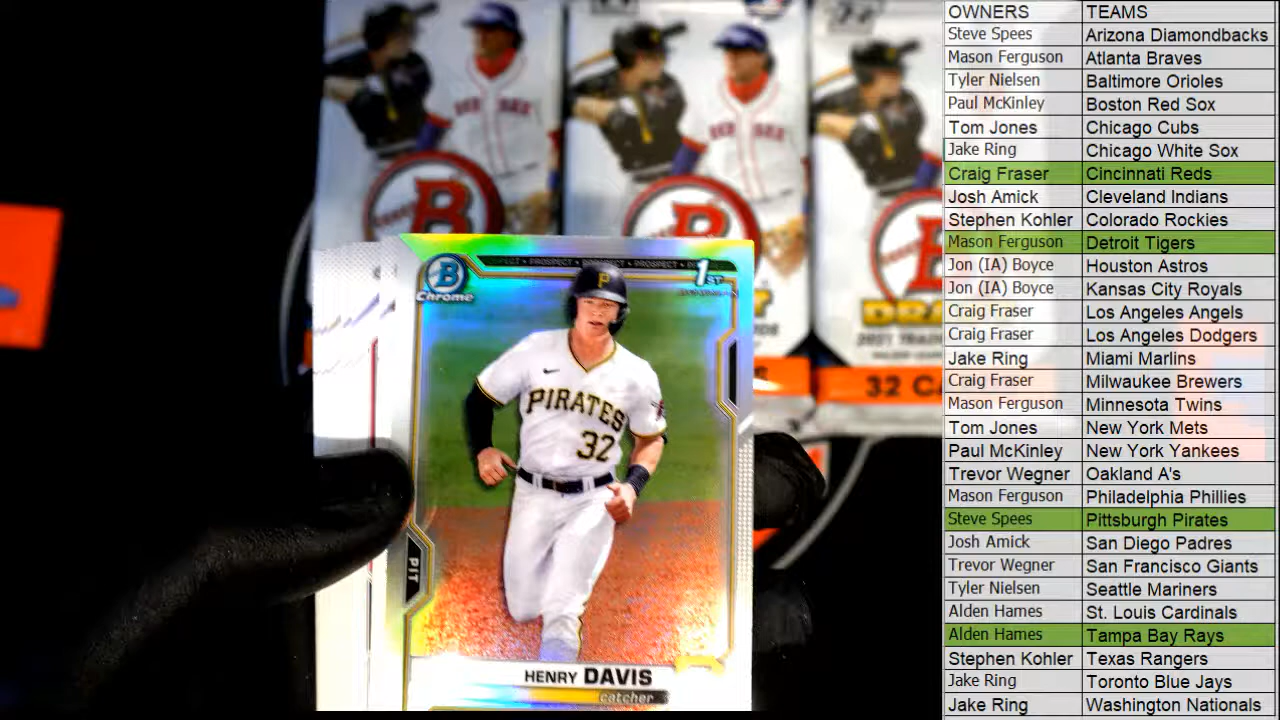 OWNERS TEAMS
Steve Spees Arizona Diamondbacks
Mason Ferguson Atlanta Braves
Tyler Nielsen Baltimore Orioles
Paul McKinley Boston Red Sox
Tom Jones Chicago Cubs
Jake Ring Chicago White Sox
Craig Fraser Cincinnati Reds
Josh Amick Cleveland Indians
Stephen Kohler Colorado Rockies
Mason Ferguson Detroit Tigers
Jon (IA) Boyce Houston Astros
Jon (IA) Boyce Kansas City Royals
Craig Fraser Los Angeles Angels
Craig Fraser Los Angeles Dodgers
Jake Ring Miami Marlins
Craig Fraser Milwaukee Brewers
Mason Ferguson Minnesota Twins
Tom Jones New York Mets
Paul McKinley New York Yankees
Trevor Wegner Oakland A's
Mason Ferguson Philadelphia Phillies
Steve Spees Pittsburgh Pirates
Josh Amick San Diego Padres
Trevor Wegner San Francisco Giants
Tyler Nielsen Seattle Mariners
Alden Hames St. Louis Cardinals
Alden Hames Tampa Bay Rays
Stephen Kohler Texas Rangers
Jake Ring Toronto Blue Jays
Jake Ring Washington Nationals
B
B
32
PROSPECT • PROSPECT • PROSPECT
B
Chrome
1ST
P
PIRATES
32
PIT
HENRY DAVIS
catcher